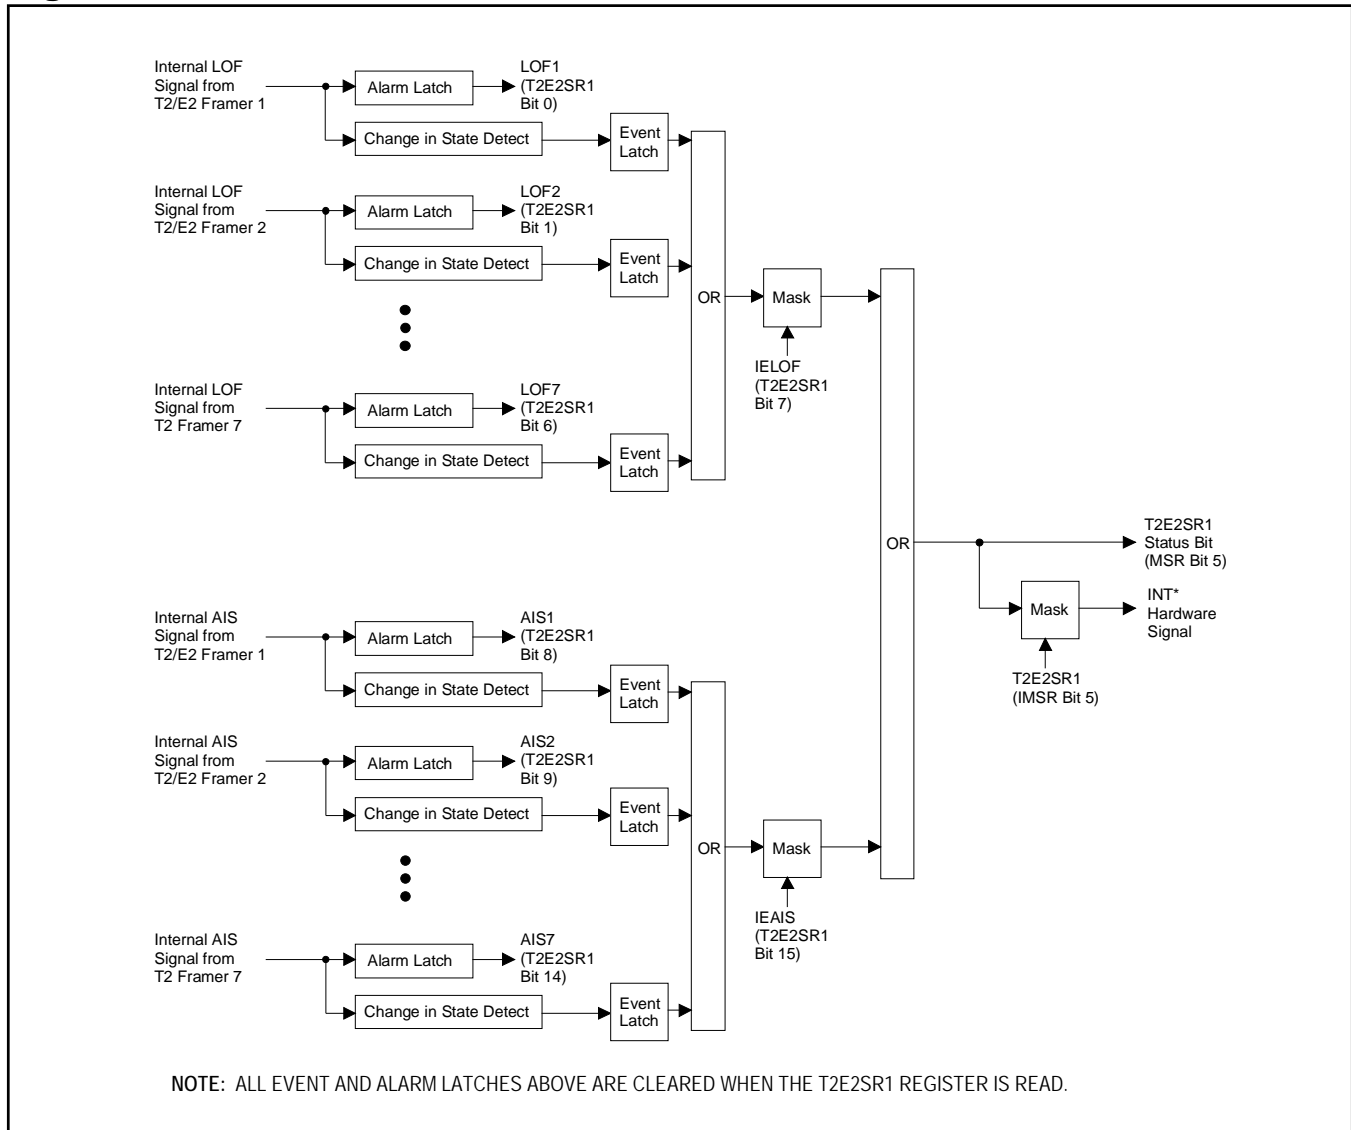 Internal LOF
Signal from
T2/E2 Framer 1
Alarm Latch
LOF1
(T2E2SR1
Bit 0)
Change in State Detect
Event
Latch
Internal LOF
Signal from
T2/E2 Framer 2
Alarm Latch
LOF2
(T2E2SR1
Bit 1)
Change in State Detect
Event
Latch
OR
Mask
IELOF
(T2E2SR1
Bit 7)
Internal LOF
Signal from
T2 Framer 7
Alarm Latch
LOF7
(T2E2SR1
Bit 6)
Change in State Detect
Event
Latch
OR
T2E2SR1
Status Bit
(MSR Bit 5)
Mask
INT*
Hardware
Signal
T2E2SR1
(IMSR Bit 5)
Internal AIS
Signal from
T2/E2 Framer 1
Alarm Latch
AIS1
(T2E2SR1
Bit 8)
Change in State Detect
Event
Latch
Internal AIS
Signal from
T2/E2 Framer 2
Alarm Latch
AIS2
(T2E2SR1
Bit 9)
Change in State Detect
Event
Latch
OR
Mask
IEAIS
(T2E2SR1
Bit 15)
Internal AIS
Signal from
T2 Framer 7
Alarm Latch
AIS7
(T2E2SR1
Bit 14)
Change in State Detect
Event
Latch
NOTE: ALL EVENT AND ALARM LATCHES ABOVE ARE CLEARED WHEN THE T2E2SR1 REGISTER IS READ.